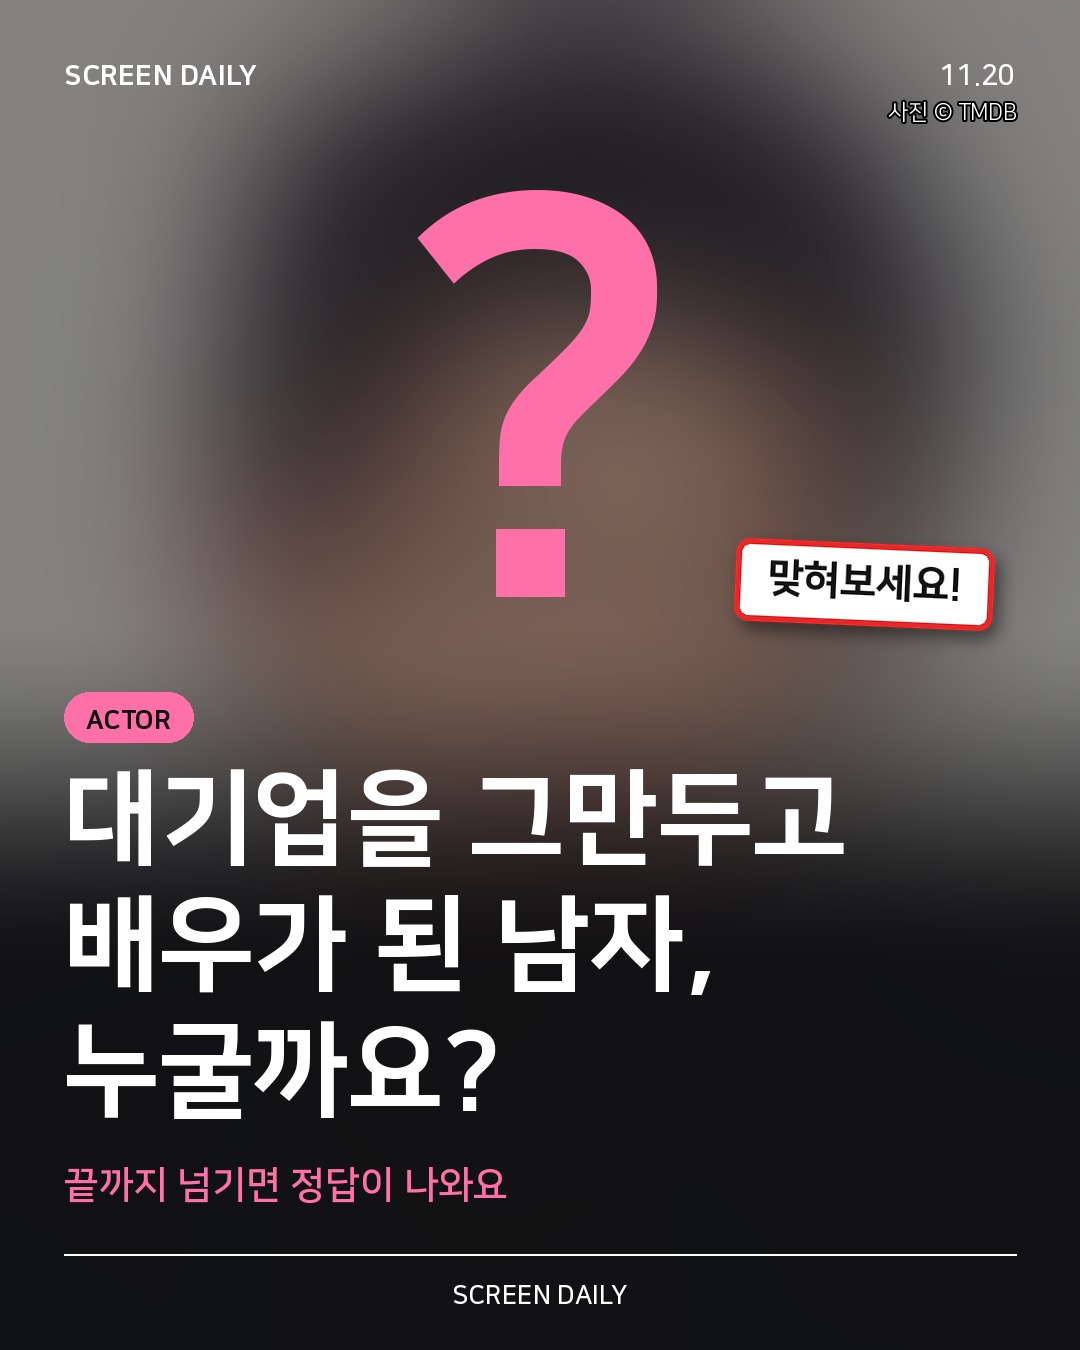 SCREEN DAILY
11.20
사진 © TMDB
?
맞혀보세요!
ACTOR
대기업을 그만두고
배우가 된 남자,
누굴까요?
끝까지 넘기면 정답이 나와요
SCREEN DAILY